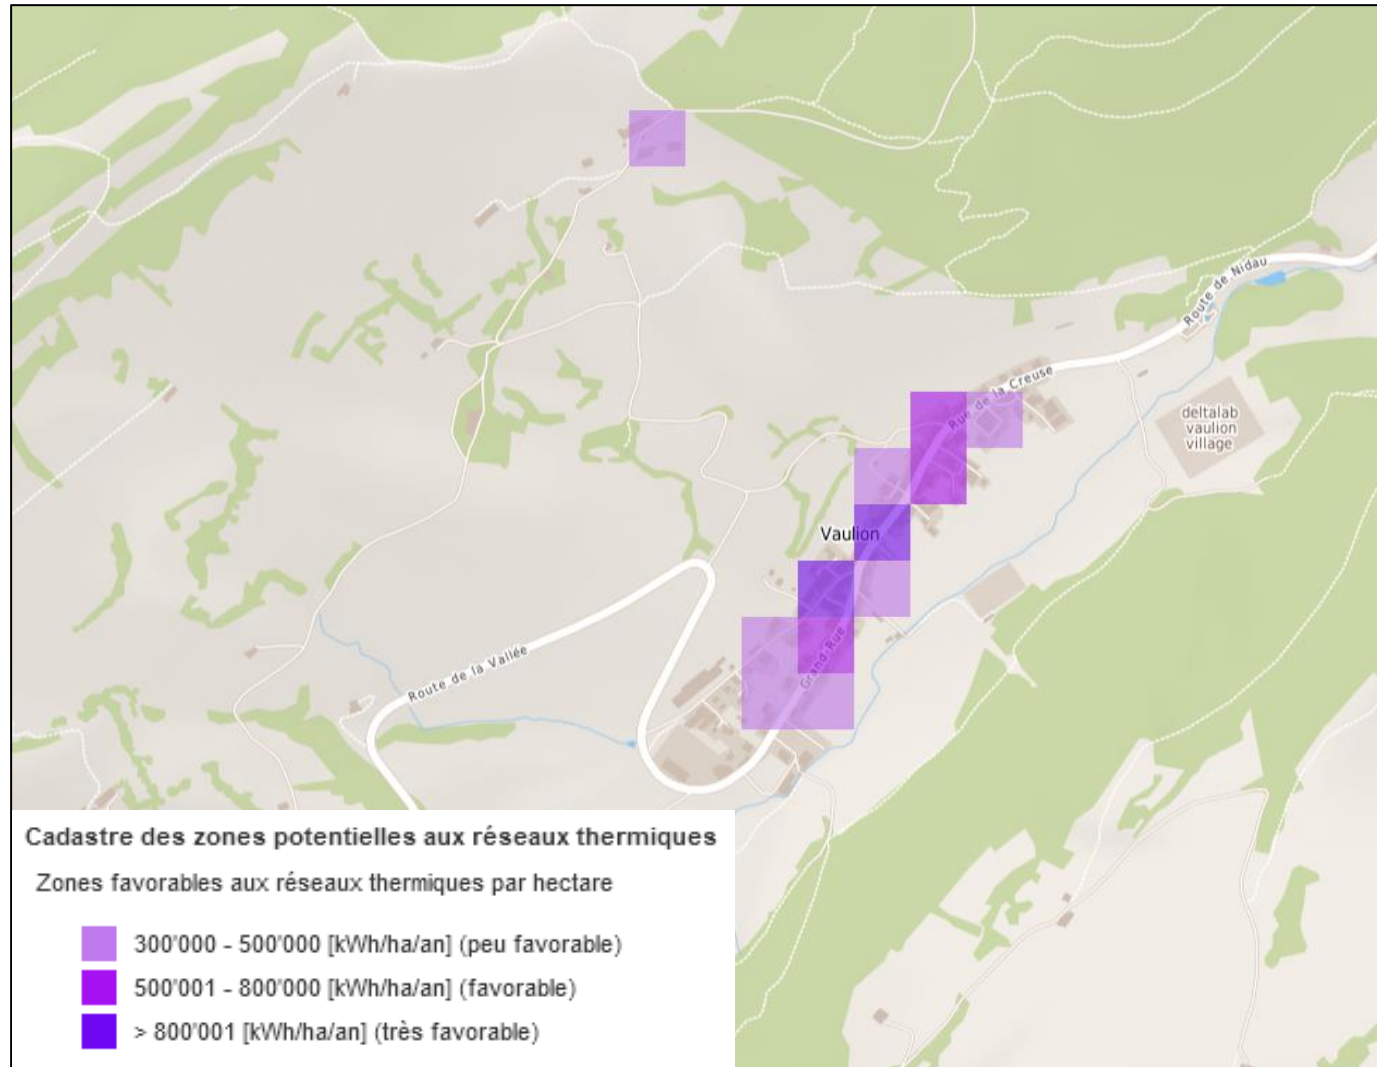 Route de Nidau
Rue de la Creuse
deltalab
vaulion
village
Vaulion
Grand-Rue
Route de la Vallée
Cadastre des zones potentielles aux réseaux thermiques
Zones favorables aux réseaux thermiques par hectare
300'000 - 500'000 [kWh/ha/an] (peu favorable)
500'001 - 800'000 [kWh/ha/an] (favorable)
> 800'001 [kWh/ha/an] (très favorable)